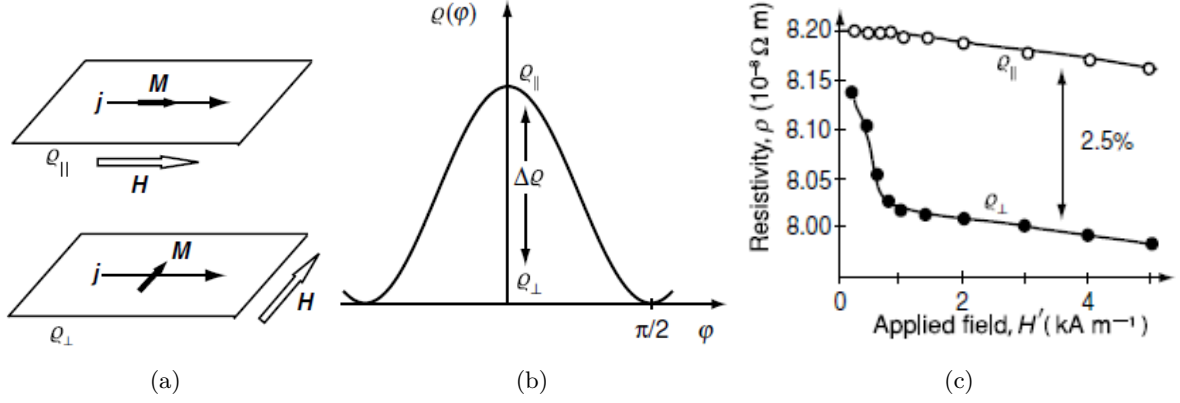 j
M
ϱ||
H
j
M
H
ϱ⊥
(a)
ϱ(φ)
ϱ||
Δϱ
ϱ⊥
π/2
φ
(b)
Resistivity, ρ (10⁻⁸ Ω m)
8.20
8.15
8.10
8.05
8.00
ϱ||
2.5%
ϱ⊥
0
2
4
Applied field, H′( kA m⁻¹)
(c)